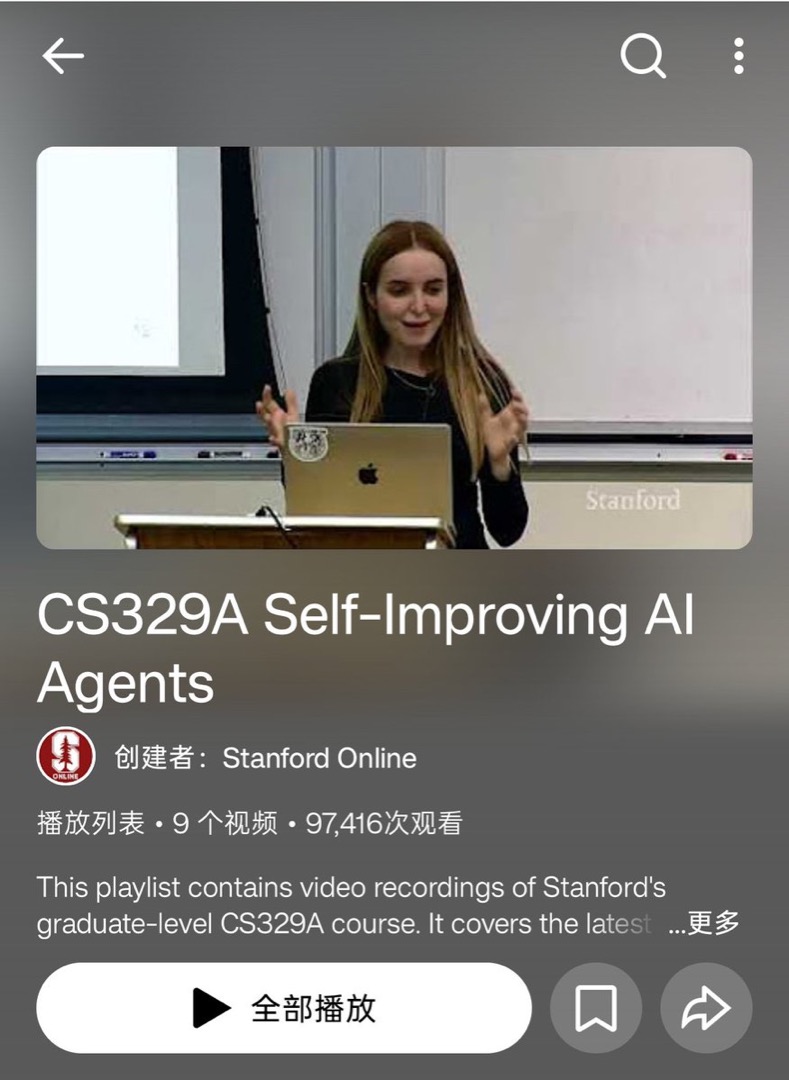 Stanford
CS329A Self-Improving AI
Agents
ONLINE
创建者：Stanford Online
播放列表 • 9 个视频 • 97,416次观看
This playlist contains video recordings of Stanford's
graduate-level CS329A course. It covers the latest ...更多
全部播放